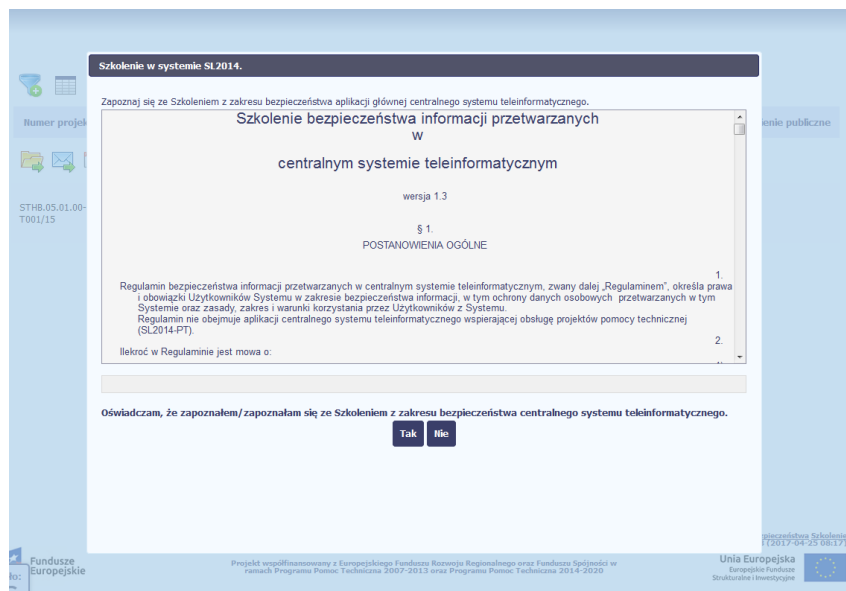 Szkolenie w systemie SL2014.
Zapoznaj się ze Szkoleniem z zakresu bezpieczeństwa aplikacji głównej centralnego systemu teleinformatycznego.
Numer projek
enie publiczne
Szkolenie bezpieczeństwa informacji przetwarzanych
w
centralnym systemie teleinformatycznym
wersja 1.3
STHB.05.01.00-
T001/15
§ 1.
POSTANOWIENIA OGÓLNE
1.
Regulamin bezpieczeństwa informacji przetwarzanych w centralnym systemie teleinformatycznym, zwany dalej „Regulaminem”, określa prawa
i obowiązki Użytkowników Systemu w zakresie bezpieczeństwa informacji, w tym ochrony danych osobowych przetwarzanych w tym
Systemie oraz zasady, zakres i warunki korzystania przez Użytkowników z Systemu.
Regulamin nie obejmuje aplikacji centralnego systemu teleinformatycznego wspierającej obsługę projektów pomocy technicznej
(SL2014-PT).
2.
Ilekroć w Regulaminie jest mowa o:
Oświadczam, że zapoznałem/zapoznałam się ze Szkoleniem z zakresu bezpieczeństwa centralnego systemu teleinformatycznego.
Tak Nie
pieczeństwa Szkolenie
(2017-04-25 08:17)
Fundusze
Europejskie
Projekt współfinansowany z Europejskiego Funduszu Rozwoju Regionalnego oraz Funduszu Spójności w
ramach Programu Pomoc Techniczna 2007-2013 oraz Programu Pomoc Techniczna 2014-2020
Unia Europejska
Europejskie Fundusze
Strukturalne i Inwestycyjne